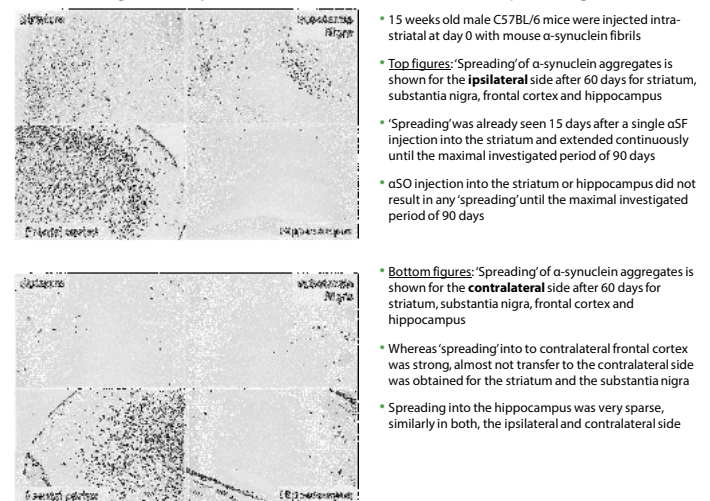 Striatum
Substantia
Nigra
Frontal cortex
Hippocampus
• 15 weeks old male C57BL/6 mice were injected intra-
striatal at day 0 with mouse α-synuclein fibrils
• Top figures: ‘Spreading’ of α-synuclein aggregates is
shown for the ipsilateral side after 60 days for striatum,
substantia nigra, frontal cortex and hippocampus
• ‘Spreading’ was already seen 15 days after a single αSF
injection into the striatum and extended continuously
until the maximal investigated period of 90 days
• αSO injection into the striatum or hippocampus did not
result in any ‘spreading’ until the maximal investigated
period of 90 days
Striatum
Substantia
Nigra
Frontal cortex
Hippocampus
• Bottom figures: ‘Spreading’ of α-synuclein aggregates is
shown for the contralateral side after 60 days for
striatum, substantia nigra, frontal cortex and
hippocampus
• Whereas ‘spreading’ into to contralateral frontal cortex
was strong, almost not transfer to the contralateral side
was obtained for the striatum and the substantia nigra
• Spreading into the hippocampus was very sparse,
similarly in both, the ipsilateral and contralateral side